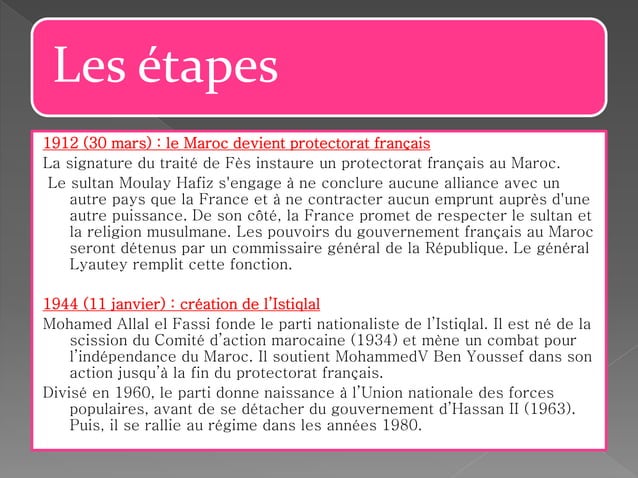 Les étapes
1912 (30 mars) : le Maroc devient protectorat français
La signature du traité de Fès instaure un protectorat français au Maroc.
Le sultan Moulay Hafiz s'engage à ne conclure aucune alliance avec un
autre pays que la France et à ne contracter aucun emprunt auprès d'une
autre puissance. De son côté, la France promet de respecter le sultan et
la religion musulmane. Les pouvoirs du gouvernement français au Maroc
seront détenus par un commissaire général de la République. Le général
Lyautey remplit cette fonction.
1944 (11 janvier) : création de l’Istiqlal
Mohamed Allal el Fassi fonde le parti nationaliste de l’Istiqlal. Il est né de la
scission du Comité d’action marocaine (1934) et mène un combat pour
l’indépendance du Maroc. Il soutient MohammedV Ben Youssef dans son
action jusqu’à la fin du protectorat français.
Divisé en 1960, le parti donne naissance à l’Union nationale des forces
populaires, avant de se détacher du gouvernement d’Hassan II (1963).
Puis, il se rallie au régime dans les années 1980.